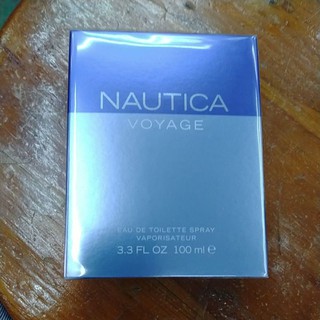 NAUTICA
VOYAGE
EAU DE TOILETTE SPRAY
VAPORISATEUR
3.3 FL OZ 100 ml ℮